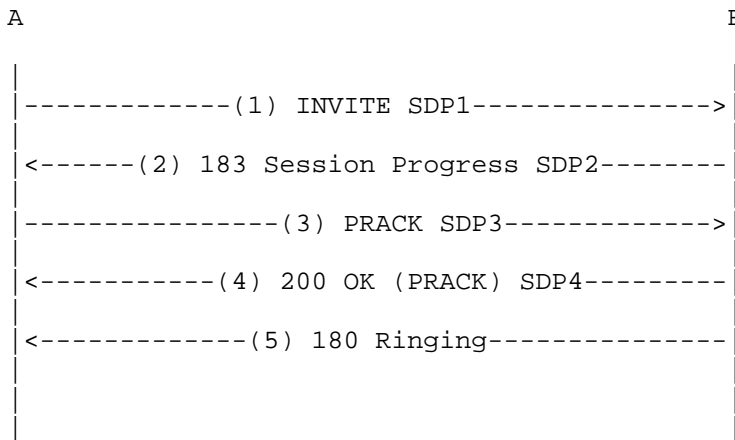 A B
|-------------(1) INVITE SDP1--------------->|
|<------(2) 183 Session Progress SDP2--------|
|----------------(3) PRACK SDP3------------->|
|<-----------(4) 200 OK (PRACK) SDP4---------|
|<-------------(5) 180 Ringing---------------|